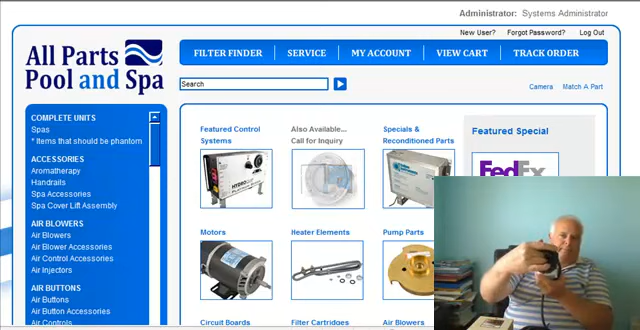 Administrator: Systems Administrator
New User? Forgot Password? Log Out
All Parts
Pool and Spa
FILTER FINDER SERVICE MY ACCOUNT VIEW CART TRACK ORDER
Search
Camera Match A Part
COMPLETE UNITS
Spas
* Items that should be phantom
ACCESSORIES
Aromatherapy
Handrails
Spa Accessories
Spa Cover Lift Assembly
AIR BLOWERS
Air Blowers
Air Blower Accessories
Air Control Accessories
Air Injectors
AIR BUTTONS
Air Buttons
Air Button Accessories
Air Controls
Featured Control
Systems
Also Available...
Call for Inquiry
Specials &
Reconditioned Parts
Featured Special
FedEx
Motors
Heater Elements
Pump Parts
Circuit Boards
Filter Cartridges
Air Blowers